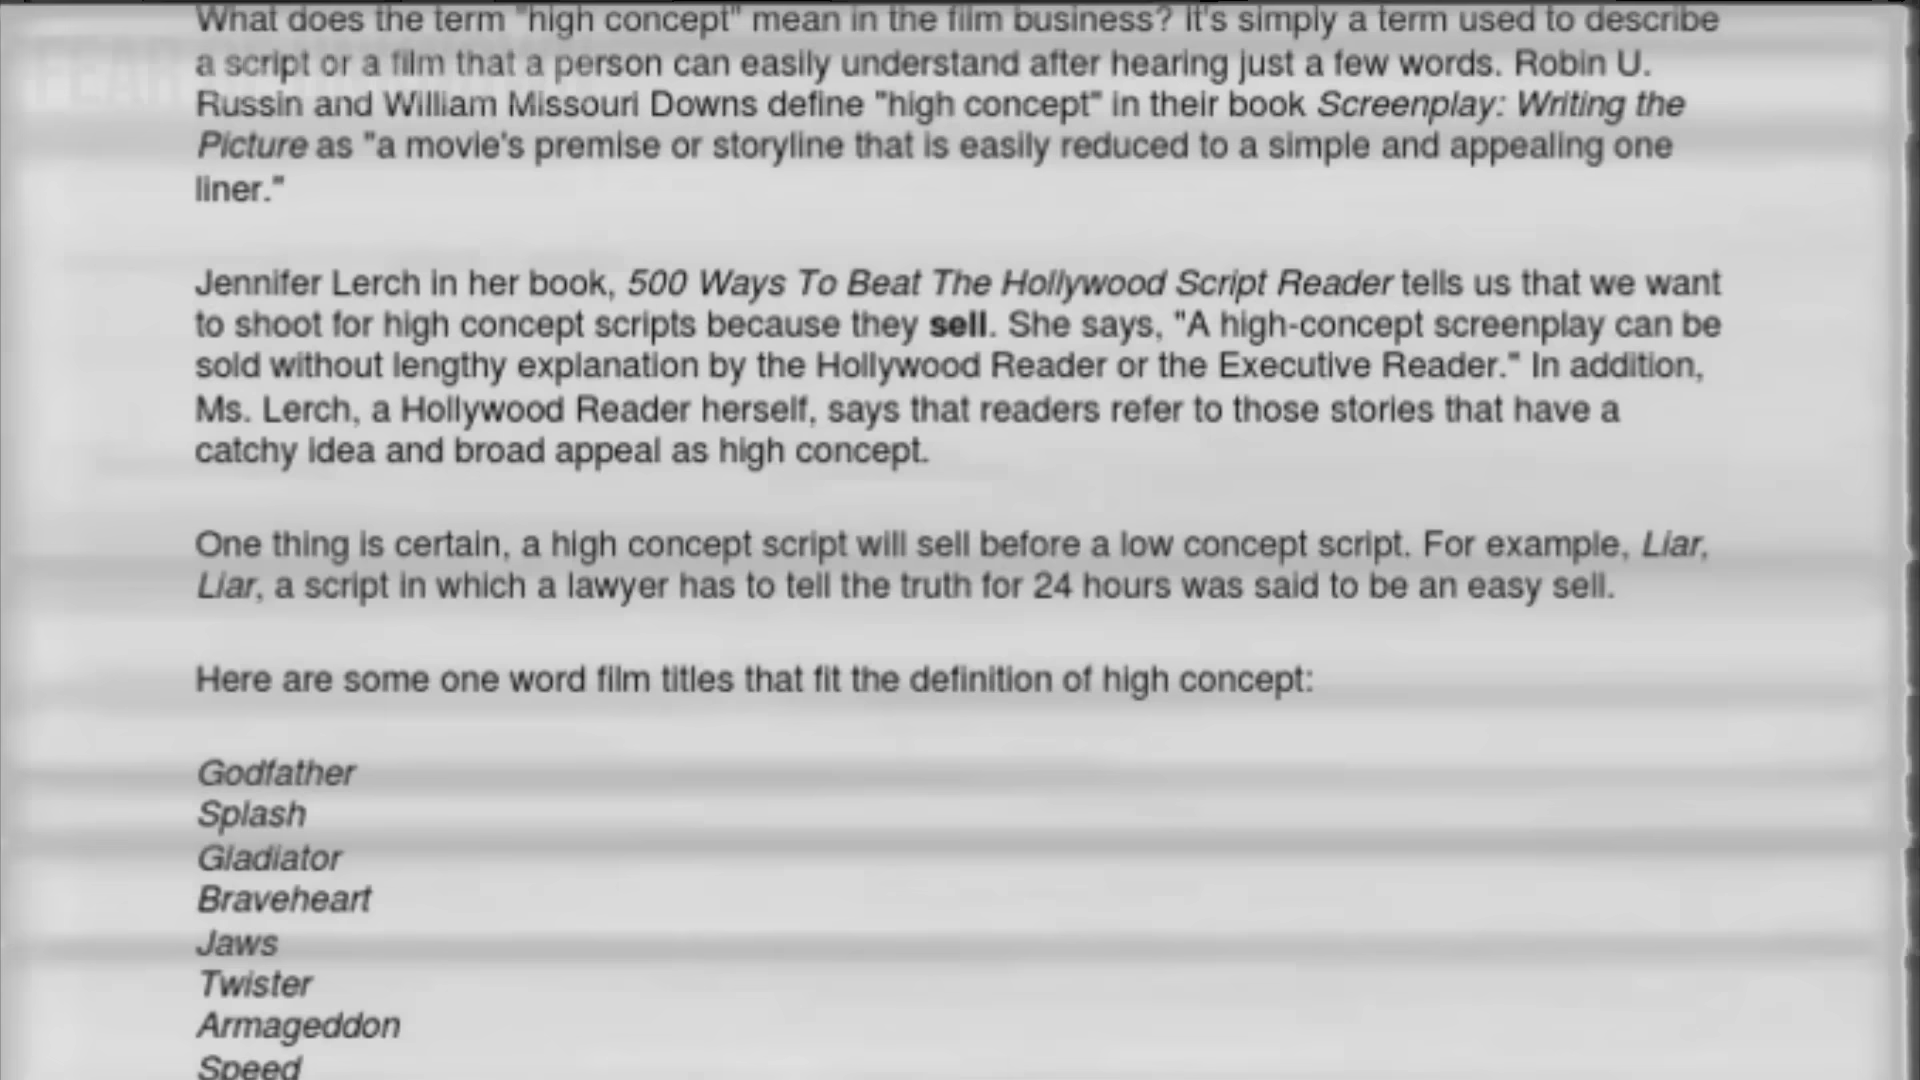 What does the term "high concept" mean in the film business? It's simply a term used to describe
a script or a film that a person can easily understand after hearing just a few words. Robin U.
Russin and William Missouri Downs define "high concept" in their book Screenplay: Writing the
Picture as "a movie's premise or storyline that is easily reduced to a simple and appealing one
liner."
Jennifer Lerch in her book, 500 Ways To Beat The Hollywood Script Reader tells us that we want
to shoot for high concept scripts because they sell. She says, "A high-concept screenplay can be
sold without lengthy explanation by the Hollywood Reader or the Executive Reader." In addition,
Ms. Lerch, a Hollywood Reader herself, says that readers refer to those stories that have a
catchy idea and broad appeal as high concept.
One thing is certain, a high concept script will sell before a low concept script. For example, Liar,
Liar, a script in which a lawyer has to tell the truth for 24 hours was said to be an easy sell.
Here are some one word film titles that fit the definition of high concept:
Godfather
Splash
Gladiator
Braveheart
Jaws
Twister
Armageddon
Speed